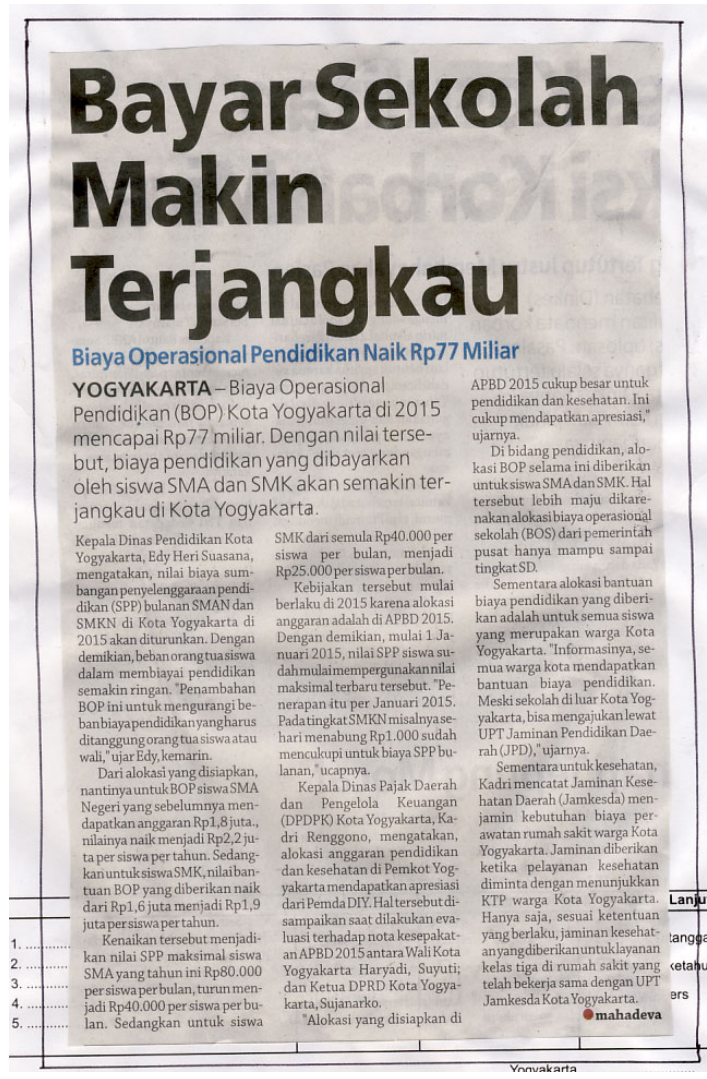 Bayar Sekolah
Makin
Terjangkau
Biaya Operasional Pendidikan Naik Rp77 Miliar
YOGYAKARTA – Biaya Operasional
Pendidikan (BOP) Kota Yogyakarta di 2015
mencapai Rp77 miliar. Dengan nilai terse-
but, biaya pendidikan yang dibayarkan
oleh siswa SMA dan SMK akan semakin ter-
jangkau di Kota Yogyakarta.
Kepala Dinas Pendidikan Kota
Yogyakarta, Edy Heri Suasana,
mengatakan, nilai biaya sum-
bangan penyelenggaraan pendi-
dikan (SPP) bulanan SMAN dan
SMKN di Kota Yogyakarta di
2015 akan diturunkan. Dengan
demikian, beban orang tua siswa
dalam membiayai pendidikan
semakin ringan. "Penambahan
BOP ini untuk mengurangi be-
ban biaya pendidikan yang harus
ditanggung orang tua siswa atau
wali," ujar Edy, kemarin.
Dari alokasi yang disiapkan,
nantinya untuk BOP siswa SMA
Negeri yang sebelumnya men-
dapatkan anggaran Rp1,8 juta.,
nilainya naik menjadi Rp2,2 ju-
ta per siswa per tahun. Sedang-
kan untuk siswa SMK, nilai ban-
tuan BOP yang diberikan naik
dari Rp1,6 juta menjadi Rp1,9
juta per siswa per tahun.
Kenaikan tersebut menjadi-
kan nilai SPP maksimal siswa
SMA yang tahun ini Rp80.000
per siswa per bulan, turun men-
jadi Rp40.000 per siswa per bu-
lan. Sedangkan untuk siswa
SMK dari semula Rp40.000 per
siswa per bulan, menjadi
Rp25.000 per siswa per bulan.
Kebijakan tersebut mulai
berlaku di 2015 karena alokasi
anggaran adalah di APBD 2015.
Dengan demikian, mulai 1 Ja-
nuari 2015, nilai SPP siswa su-
dah mulai mempergunakan nilai
maksimal terbaru tersebut. "Pe-
nerapan itu per Januari 2015.
Pada tingkat SMKN misalnya se-
hari menabung Rp1.000 sudah
mencukupi untuk biaya SPP bu-
lanan," ucapnya.
Kepala Dinas Pajak Daerah
dan Pengelola Keuangan
(DPDPK) Kota Yogyakarta, Ka-
dri Renggono, mengatakan,
alokasi anggaran pendidikan
dan kesehatan di Pemkot Yog-
yakarta mendapatkan apresiasi
dari Pemda DIY. Hal tersebut di-
sampaikan saat dilakukan eva-
luasi terhadap nota kesepakat-
an APBD 2015 antara Wali Kota
Yogyakarta Haryadi, Suyuti;
dan Ketua DPRD Kota Yogya-
karta, Sujanarko.
"Alokasi yang disiapkan di
APBD 2015 cukup besar untuk
pendidikan dan kesehatan. Ini
cukup mendapatkan apresiasi,"
ujarnya.
Di bidang pendidikan, alo-
kasi BOP selama ini diberikan
untuk siswa SMA dan SMK. Hal
tersebut lebih maju dikare-
nakan alokasi biaya operasional
sekolah (BOS) dari pemerintah
pusat hanya mampu sampai
tingkat SD.
Sementara alokasi bantuan
biaya pendidikan yang diberi-
kan adalah untuk semua siswa
yang merupakan warga Kota
Yogyakarta. "Informasinya, se-
mua warga kota mendapatkan
bantuan biaya pendidikan.
Meski sekolah di luar Kota Yog-
yakarta, bisa mengajukan lewat
UPT Jaminan Pendidikan Dae-
rah (JPD)," ujarnya.
Sementara untuk kesehatan,
Kadri mencatat Jaminan Kese-
hatan Daerah (Jamkesda) men-
jamin kebutuhan biaya per-
awatan rumah sakit warga Kota
Yogyakarta. Jaminan diberikan
ketika pelayanan kesehatan
diminta dengan menunjukkan
KTP warga Kota Yogyakarta.
Hanya saja, sesuai ketentuan
yang berlaku, jaminan kesehat-
an yang diberikan untuk layanan
kelas tiga di rumah sakit yang
telah bekerja sama dengan UPT
Jamkesda Kota Yogyakarta.
mahadeva
1. ......
2. ......
3. ......
4. ......
5. ......
Lanju
tangga
ketahu
ers
Yogyakarta